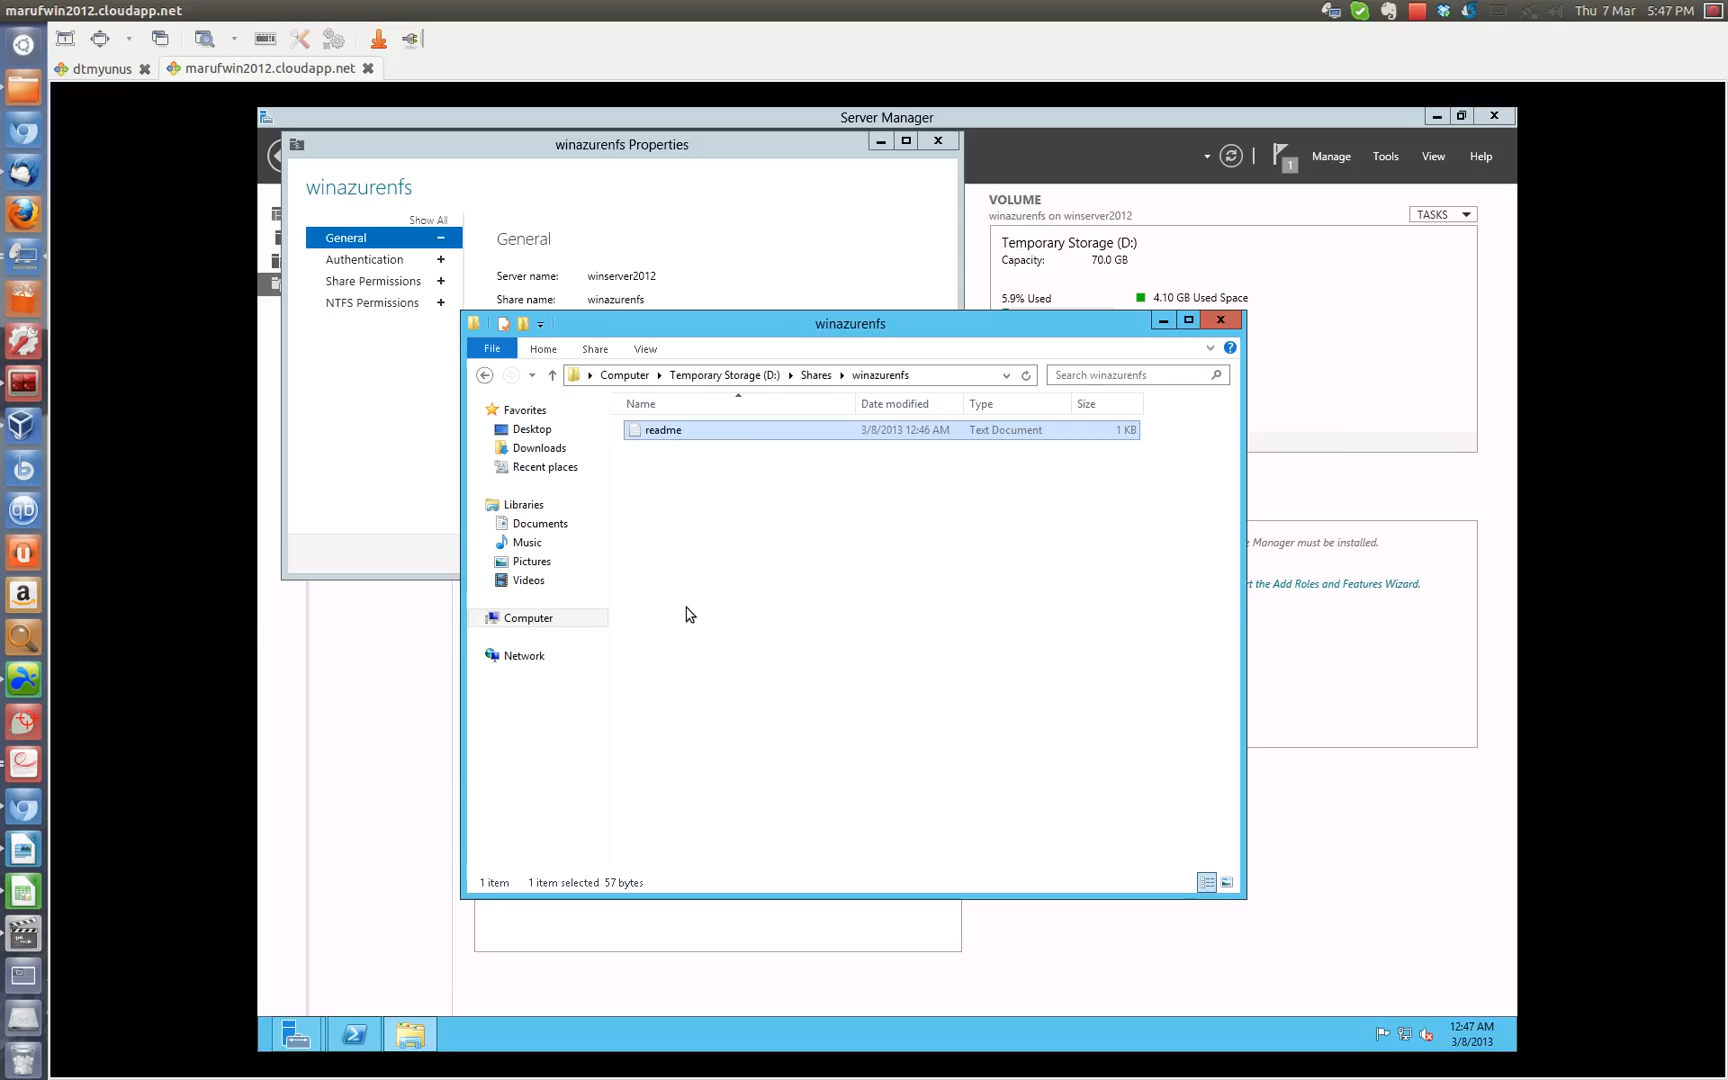 marufwin2012.cloudapp.net
Thu 7 Mar 5:47 PM
dtmyunus
marufwin2012.cloudapp.net
Server Manager
winazurenfs Properties
1
Manage
Tools
View
Help
winazurenfs
Show All
General
Authentication
Share Permissions
NTFS Permissions
General
Server name: winserver2012
Share name: winazurenfs
VOLUME
winazurenfs on winserver2012
TASKS
Temporary Storage (D:)
Capacity: 70.0 GB
5.9% Used
4.10 GB Used Space
winazurenfs
File
Home
Share
View
Computer
Temporary Storage (D:)
Shares
winazurenfs
Search winazurenfs
Name
Date modified
Type
Size
readme
3/8/2013 12:46 AM
Text Document
1 KB
Favorites
Desktop
Downloads
Recent places
Libraries
Documents
Music
Pictures
Videos
Computer
Network
1 item
1 item selected 57 bytes
Manager must be installed.
the Add Roles and Features Wizard.
12:47 AM
3/8/2013